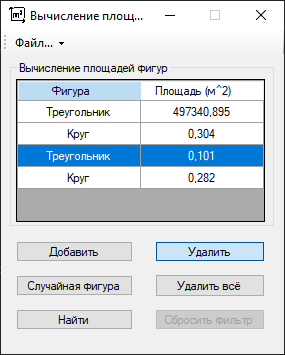 m² Вычисление площ...
Файл...
Вычисление площадей фигур
Фигура Площадь (м^2)
Треугольник 497340,895
Круг 0,304
Треугольник 0,101
Круг 0,282
Добавить Удалить
Случайная фигура Удалить всё
Найти Сбросить фильтр